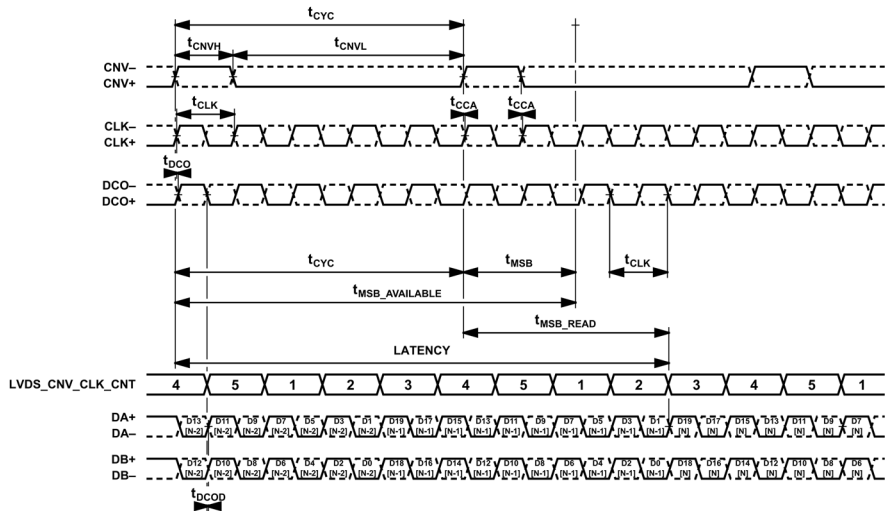 tCYC
tCNVH tCNVL
CNV–
CNV+
tCLK tCCA tCCA
CLK–
CLK+
tDCO
DCO–
DCO+
tCYC tMSB tCLK
tMSB_AVAILABLE
tMSB_READ
LATENCY
LVDS_CNV_CLK_CNT 4 5 1 2 3 4 5 1 2 3 4 5 1
DA+
D13 D11 D9 D7 D5 D3 D1 D19 D17 D15 D13 D11 D9 D7 D5 D3 D1 D19 D17 D15 D13 D11 D9 D7
[N-2] [N-2] [N-2] [N-2] [N-2] [N-2] [N-2] [N-1] [N-1] [N-1] [N-1] [N-1] [N-1] [N-1] [N-1] [N-1] [N-1] [N] [N] [N] [N] [N] [N] [N]
DA–
DB+
D12 D10 D8 D6 D4 D2 D0 D18 D16 D14 D12 D10 D8 D6 D4 D2 D0 D18 D16 D14 D12 D10 D8 D6
[N-2] [N-2] [N-2] [N-2] [N-2] [N-2] [N-2] [N-1] [N-1] [N-1] [N-1] [N-1] [N-1] [N-1] [N-1] [N-1] [N-1] [N] [N] [N] [N] [N] [N] [N]
DB–
tDCOD